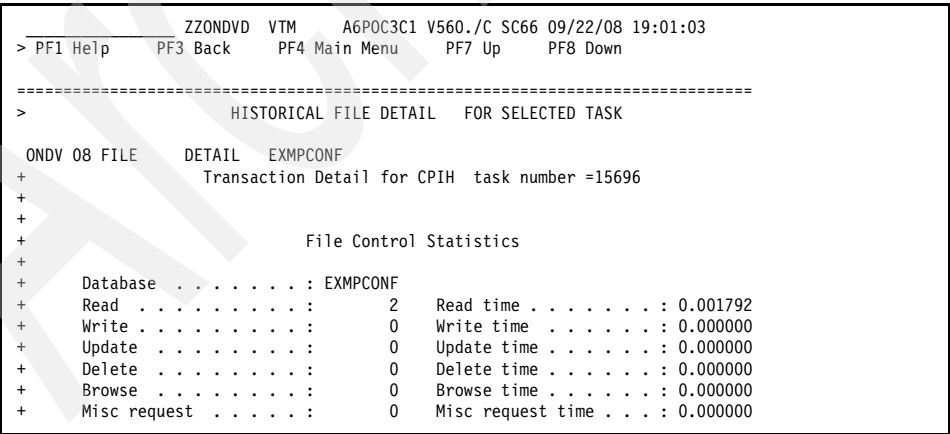 ________________ ZZONDVD VTM A6POC3C1 V560./C SC66 09/22/08 19:01:03
> PF1 Help PF3 Back PF4 Main Menu PF7 Up PF8 Down
===============================================================================
> HISTORICAL FILE DETAIL FOR SELECTED TASK
ONDV 08 FILE DETAIL EXMPCONF
+ Transaction Detail for CPIH task number =15696
+
+
+ File Control Statistics
+
+ Database . . . . . . . : EXMPCONF
+ Read . . . . . . . . . : 2 Read time . . . . . . . : 0.001792
+ Write . . . . . . . . . : 0 Write time . . . . . . : 0.000000
+ Update . . . . . . . . : 0 Update time . . . . . . : 0.000000
+ Delete . . . . . . . . : 0 Delete time . . . . . . : 0.000000
+ Browse . . . . . . . . : 0 Browse time . . . . . . : 0.000000
+ Misc request . . . . . : 0 Misc request time . . . : 0.000000